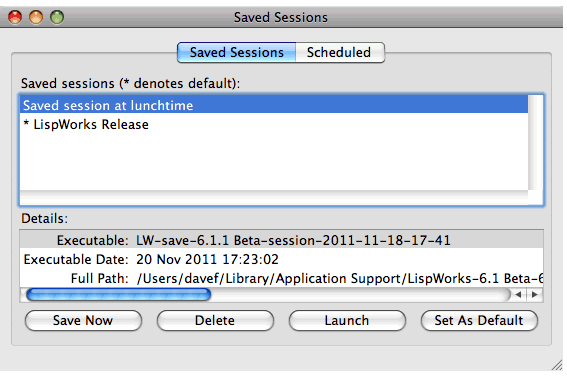 Saved Sessions
Saved Sessions Scheduled
Saved sessions (* denotes default):
Saved session at lunchtime
* LispWorks Release
Details:
Executable: LW-save-6.1.1 Beta-session-2011-11-18-17-41
Executable Date: 20 Nov 2011 17:23:02
Full Path: /Users/davef/Library/Application Support/LispWorks-6.1 Beta-6
Save Now Delete Launch Set As Default